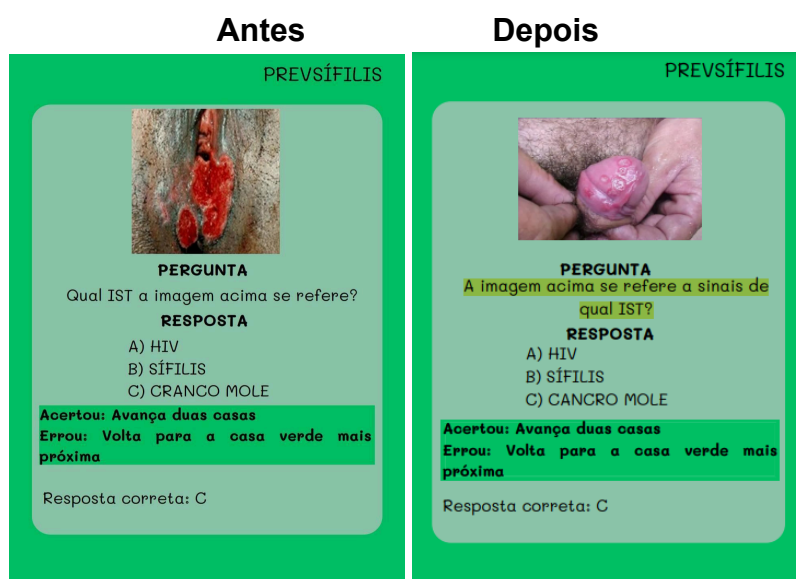 Antes
Depois
PREVSÍFILIS
PERGUNTA
Qual IST a imagem acima se refere?
RESPOSTA
A) HIV
B) SÍFILIS
C) CRANCO MOLE
Acertou: Avança duas casas
Errou: Volta para a casa verde mais
próxima
Resposta correta: C
PREVSÍFILIS
PERGUNTA
A imagem acima se refere a sinais de
qual IST?
RESPOSTA
A) HIV
B) SÍFILIS
C) CANCRO MOLE
Acertou: Avança duas casas
Errou: Volta para a casa verde mais
próxima
Resposta correta: C